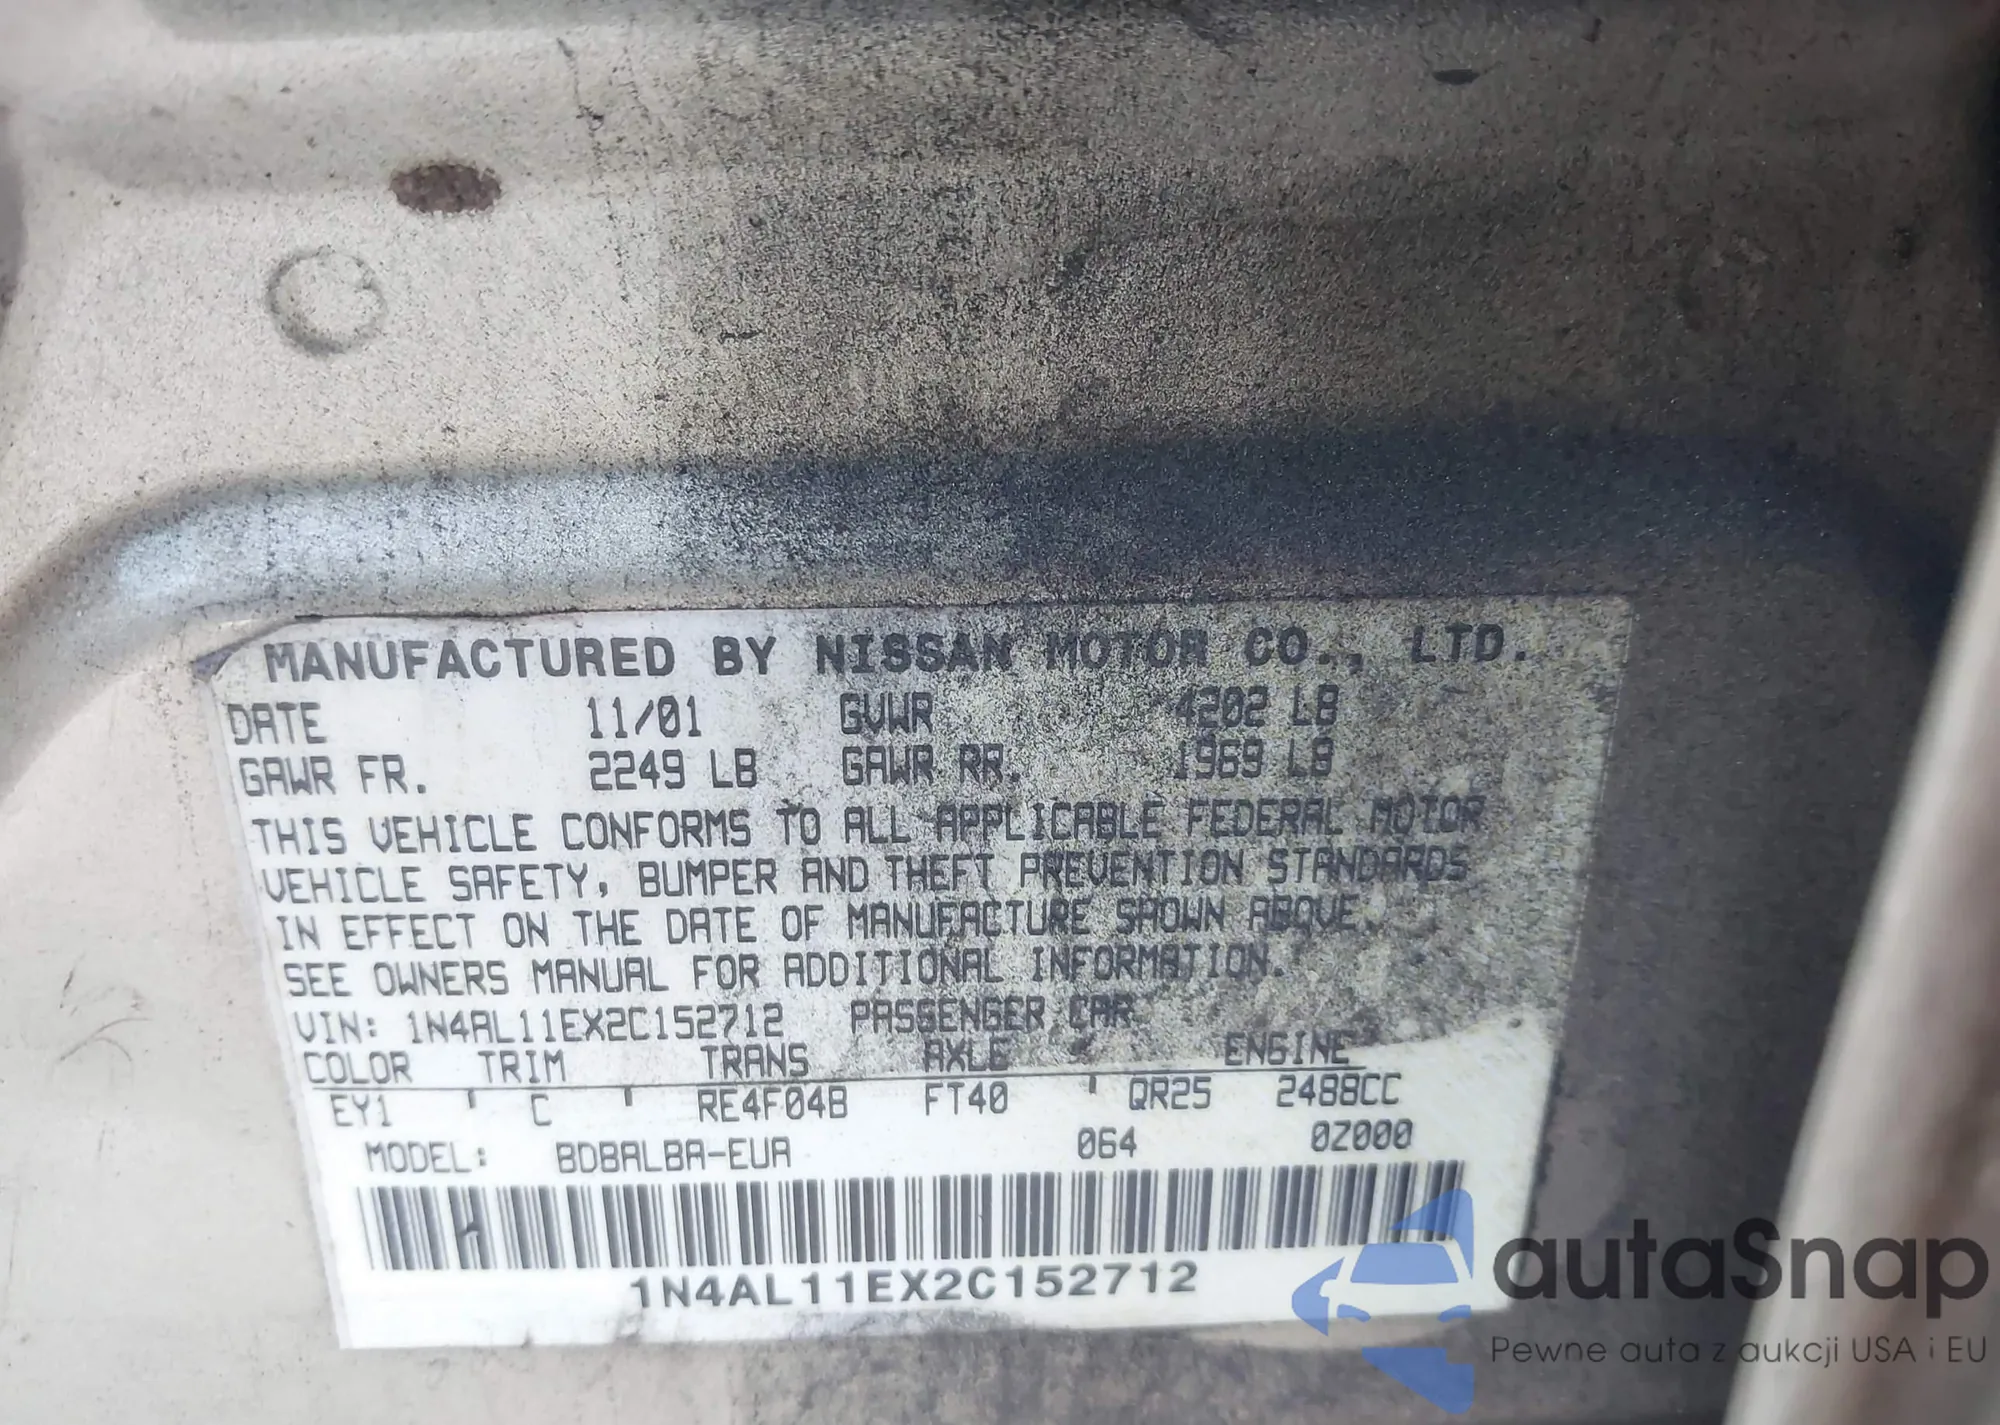 MANUFACTURED BY NISSAN MOTOR CO., LTD.
DATE 11/01 GVWR 4202 LB
GAWR FR. 2249 LB GAWR RR. 1969 LB
THIS VEHICLE CONFORMS TO ALL APPLICABLE FEDERAL MOTOR
VEHICLE SAFETY, BUMPER AND THEFT PREVENTION STANDARDS
IN EFFECT ON THE DATE OF MANUFACTURE SHOWN ABOVE.
SEE OWNERS MANUAL FOR ADDITIONAL INFORMATION.
VIN: 1N4AL11EX2C152712 PASSENGER CAR
COLOR TRIM TRANS AXLE ENGINE
EY1 C RE4F04B FT40 QR25 2488CC
MODEL: BDBALBA-EUA 064 0Z000
1N4AL11EX2C152712
autaSnap
Pewne auta z aukcji USA i EU